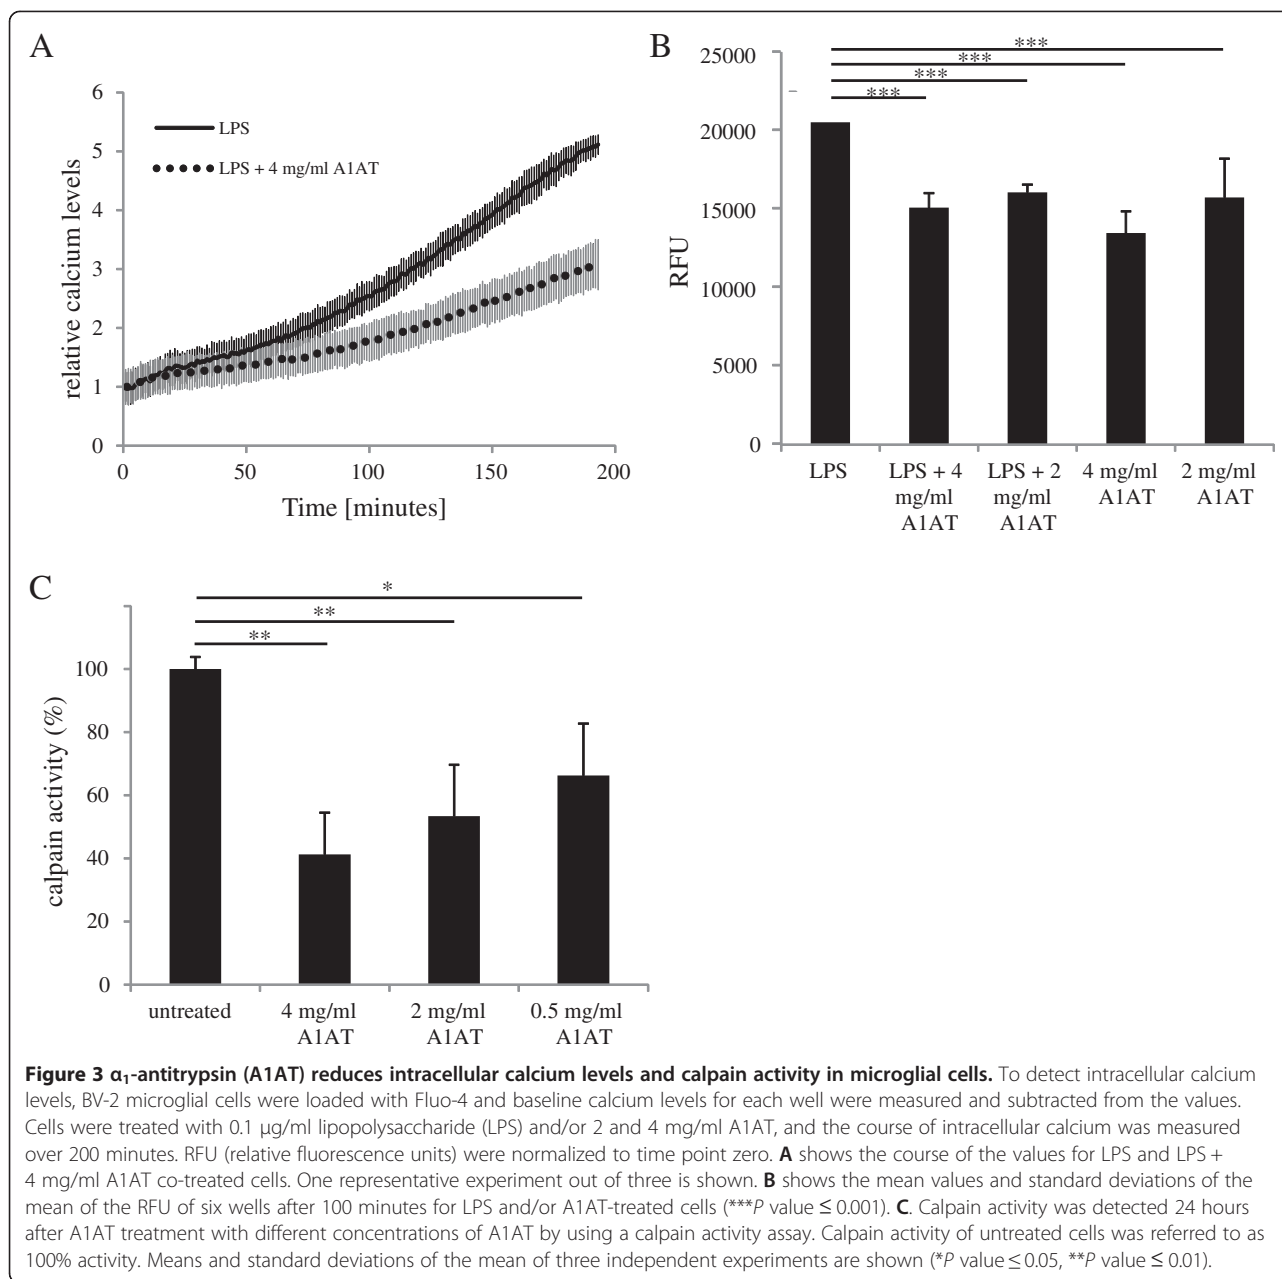 A
6
5
4
3
2
1
0
relative calcium levels
LPS
LPS + 4 mg/ml A1AT
0 50 100 150 200
Time [minutes]
B
25000
20000
15000
10000
5000
0
RFU
***
***
***
***
LPS LPS + 4 LPS + 2 4 mg/ml 2 mg/ml
mg/ml mg/ml A1AT A1AT
A1AT A1AT
C
100
80
60
40
20
0
calpain activity (%)
*
**
**
untreated 4 mg/ml 2 mg/ml 0.5 mg/ml
A1AT A1AT A1AT
Figure 3 α₁-antitrypsin (A1AT) reduces intracellular calcium levels and calpain activity in microglial cells. To detect intracellular calcium
levels, BV-2 microglial cells were loaded with Fluo-4 and baseline calcium levels for each well were measured and subtracted from the values.
Cells were treated with 0.1 μg/ml lipopolysaccharide (LPS) and/or 2 and 4 mg/ml A1AT, and the course of intracellular calcium was measured
over 200 minutes. RFU (relative fluorescence units) were normalized to time point zero. A shows the course of the values for LPS and LPS +
4 mg/ml A1AT co-treated cells. One representative experiment out of three is shown. B shows the mean values and standard deviations of the
mean of the RFU of six wells after 100 minutes for LPS and/or A1AT-treated cells (***P value ≤ 0.001). C. Calpain activity was detected 24 hours
after A1AT treatment with different concentrations of A1AT by using a calpain activity assay. Calpain activity of untreated cells was referred to as
100% activity. Means and standard deviations of the mean of three independent experiments are shown (*P value ≤ 0.05, **P value ≤ 0.01).